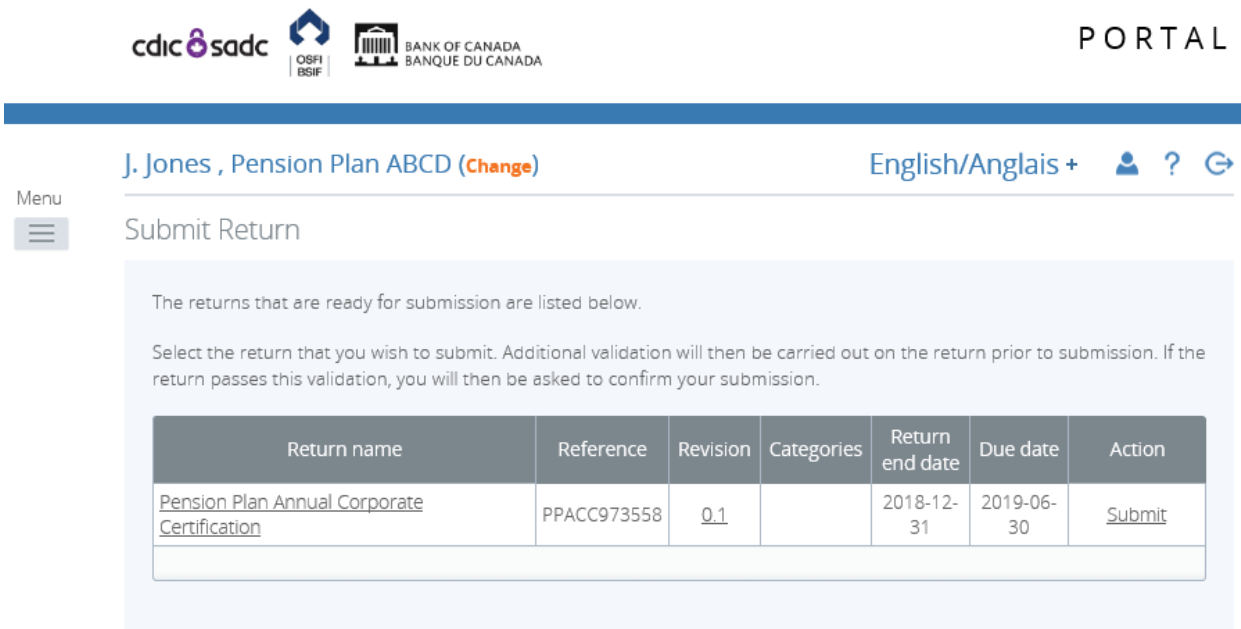 cdic sadc
OSFI
BSIF
BANK OF CANADA
BANQUE DU CANADA
PORTAL
J. Jones , Pension Plan ABCD (Change)
English/Anglais +
?
Menu
Submit Return
The returns that are ready for submission are listed below.
Select the return that you wish to submit. Additional validation will then be carried out on the return prior to submission. If the
return passes this validation, you will then be asked to confirm your submission.
Return name
Reference
Revision
Categories
Return
end date
Due date
Action
Pension Plan Annual Corporate
Certification
PPACC973558
0.1
2018-12-
31
2019-06-
30
Submit